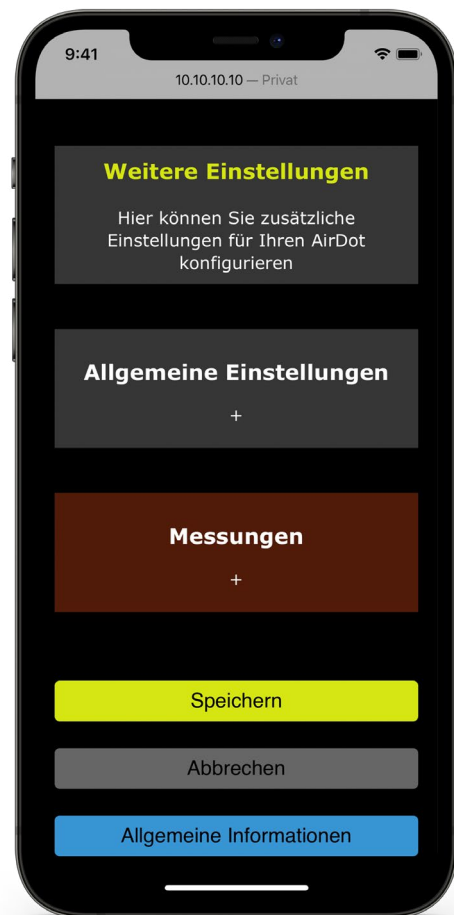 9:41
10.10.10.10 — Privat
Weitere Einstellungen
Hier können Sie zusätzliche
Einstellungen für Ihren AirDot
konfigurieren
Allgemeine Einstellungen
+
Messungen
+
Speichern
Abbrechen
Allgemeine Informationen